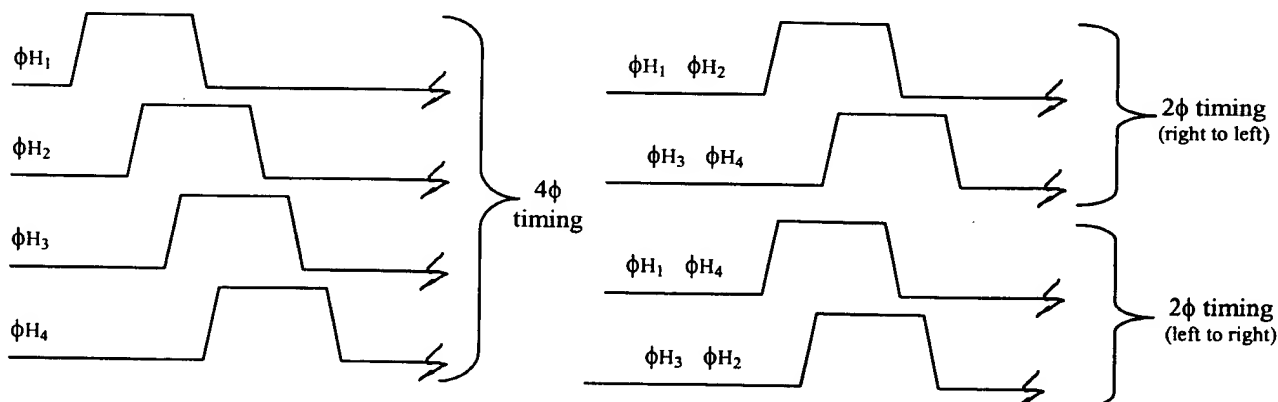 ϕH₁
ϕH₂
ϕH₃
ϕH₄
4ϕ
timing
ϕH₁ ϕH₂
ϕH₃ ϕH₄
2ϕ timing
(right to left)
ϕH₁ ϕH₄
ϕH₃ ϕH₂
2ϕ timing
(left to right)